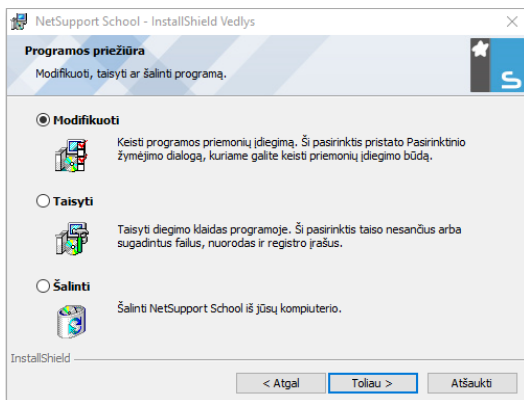 NetSupport School - InstallShield Vedlys
Programos priežiūra
Modifikuoti, taisyti ar šalinti programą.
S
Modifikuoti
Keisti programos priemonių įdiegimą. Ši pasirinktis pristato Pasirinktinio
žymėjimo dialogą, kuriame galite keisti priemonių įdiegimo būdą.
Taisyti
Taisyti diegimo klaidas programoje. Ši pasirinktis taiso nesančius arba
sugadintus failus, nuorodas ir registro įrašus.
Šalinti
Šalinti NetSupport School iš jūsų kompiuterio.
InstallShield
< Atgal
Toliau >
Atšaukti